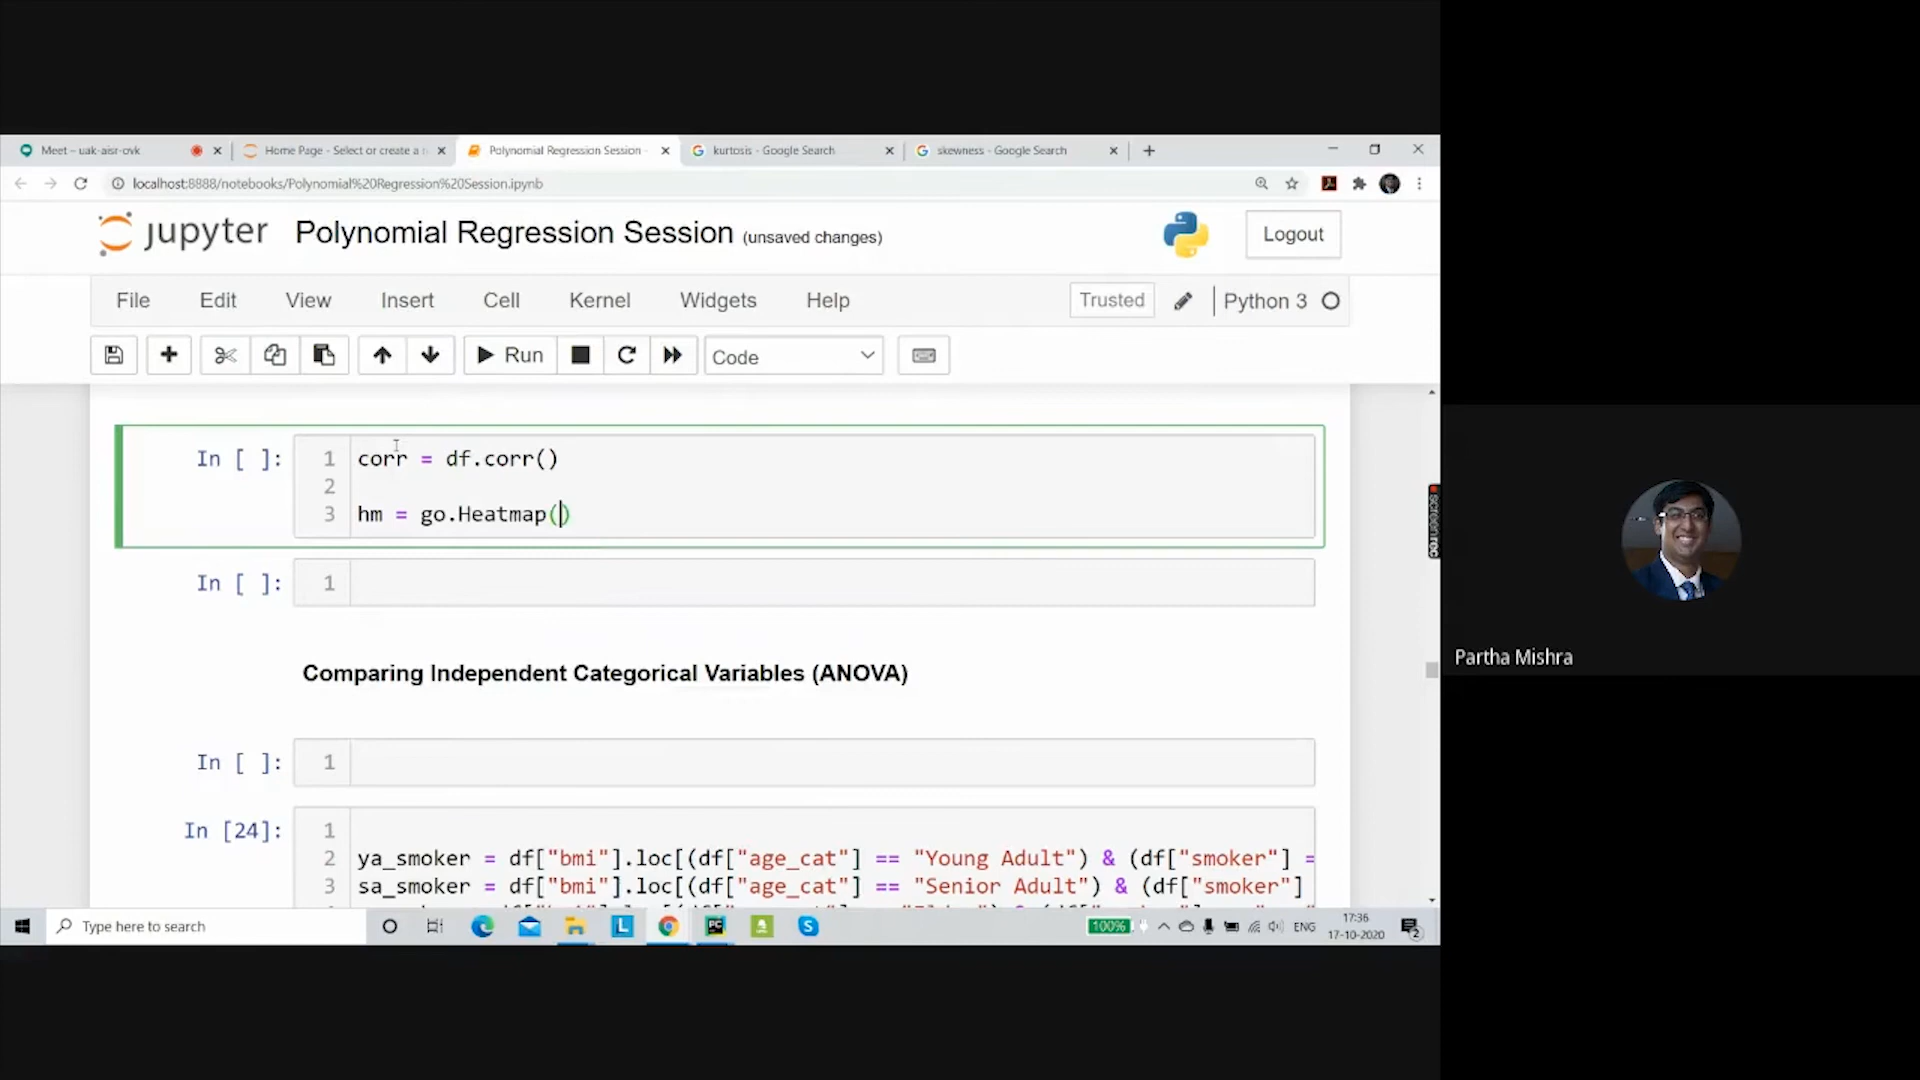 Meet – uak-aisr-ovk
Home Page - Select or create a n
Polynomial Regression Session -
kurtosis - Google Search
skewness - Google Search
localhost:8888/notebooks/Polynomial%20Regression%20Session.ipynb
jupyter
Polynomial Regression Session (unsaved changes)
Logout
File Edit View Insert Cell Kernel Widgets Help
Trusted
Python 3
Run
Code
In [ ]:
1 corr = df.corr()
2
3 hm = go.Heatmap()
In [ ]: 1
Comparing Independent Categorical Variables (ANOVA)
In [ ]: 1
In [24]: 1
2 ya_smoker = df["bmi"].loc[(df["age_cat"] == "Young Adult") & (df["smoker"] =
3 sa_smoker = df["bmi"].loc[(df["age_cat"] == "Senior Adult") & (df["smoker"]
screenrec
Partha Mishra
Type here to search
100%
ENG
17:36
17-10-2020
2